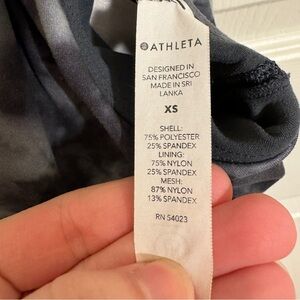 ATHLETA
DESIGNED IN
SAN FRANCISCO
MADE IN SRI
LANKA
XS
SHELL:
75% POLYESTER
25% SPANDEX
LINING:
75% NYLON
25% SPANDEX
MESH:
87% NYLON
13% SPANDEX
RN 54023